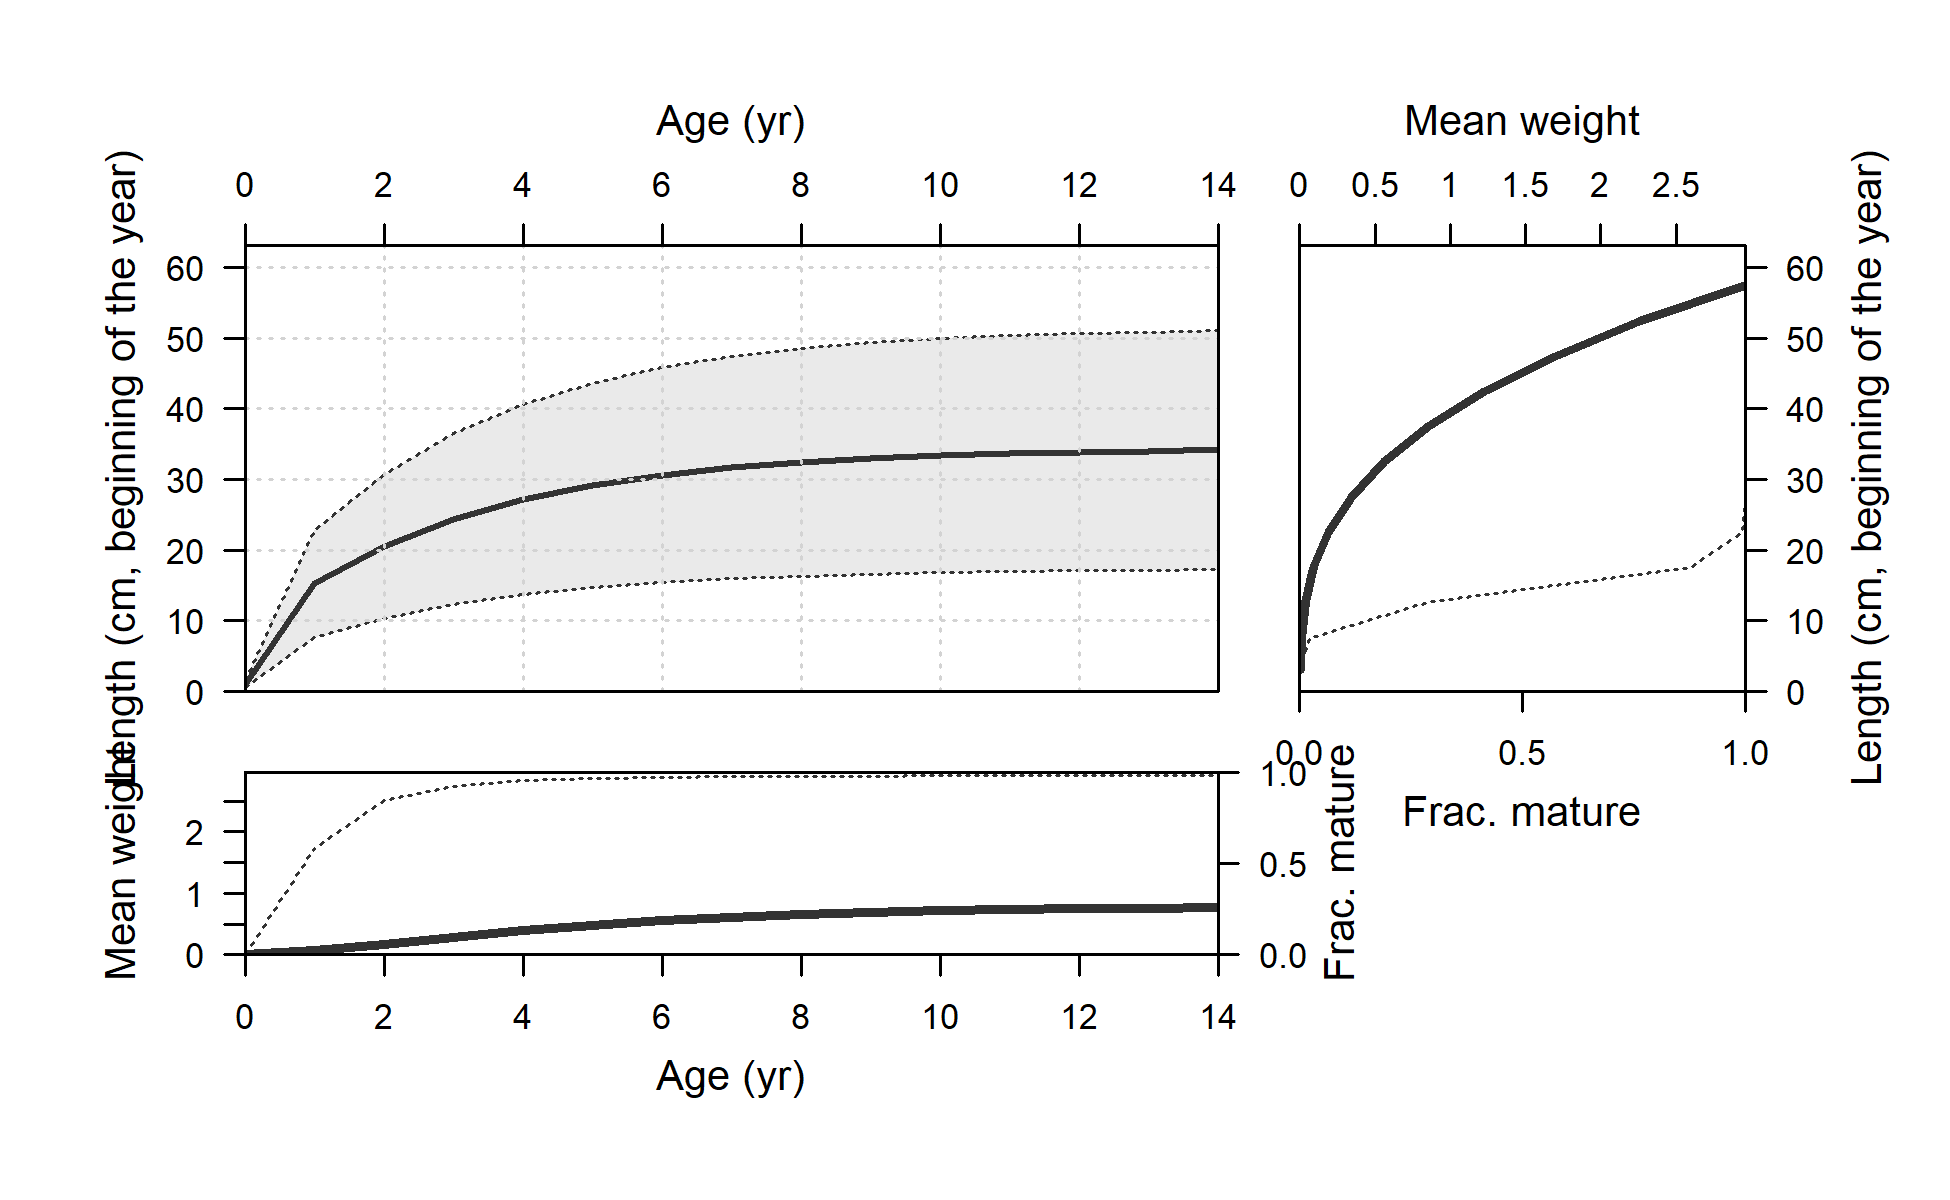 Age (yr)
Mean weight
0 2 4 6 8 10 12 14
0 0.5 1 1.5 2 2.5
Length (cm, beginning of the year)
60
50
40
30
20
10
0
60
50
40
30
20
10
0
Length (cm, beginning of the year)
0.0 0.5 1.0
Frac. mature
Mean weight
2
1
0
1.0
0.5
0.0
Frac. mature
0 2 4 6 8 10 12 14
Age (yr)